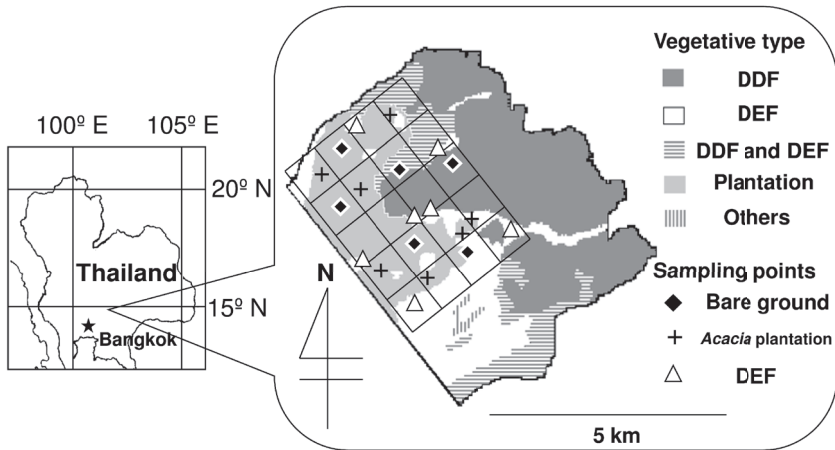 100º E
105º E
20º N
15º N
Thailand
Bangkok
N
Vegetative type
DDF
DEF
DDF and DEF
Plantation
Others
Sampling points
Bare ground
Acacia plantation
DEF
5 km